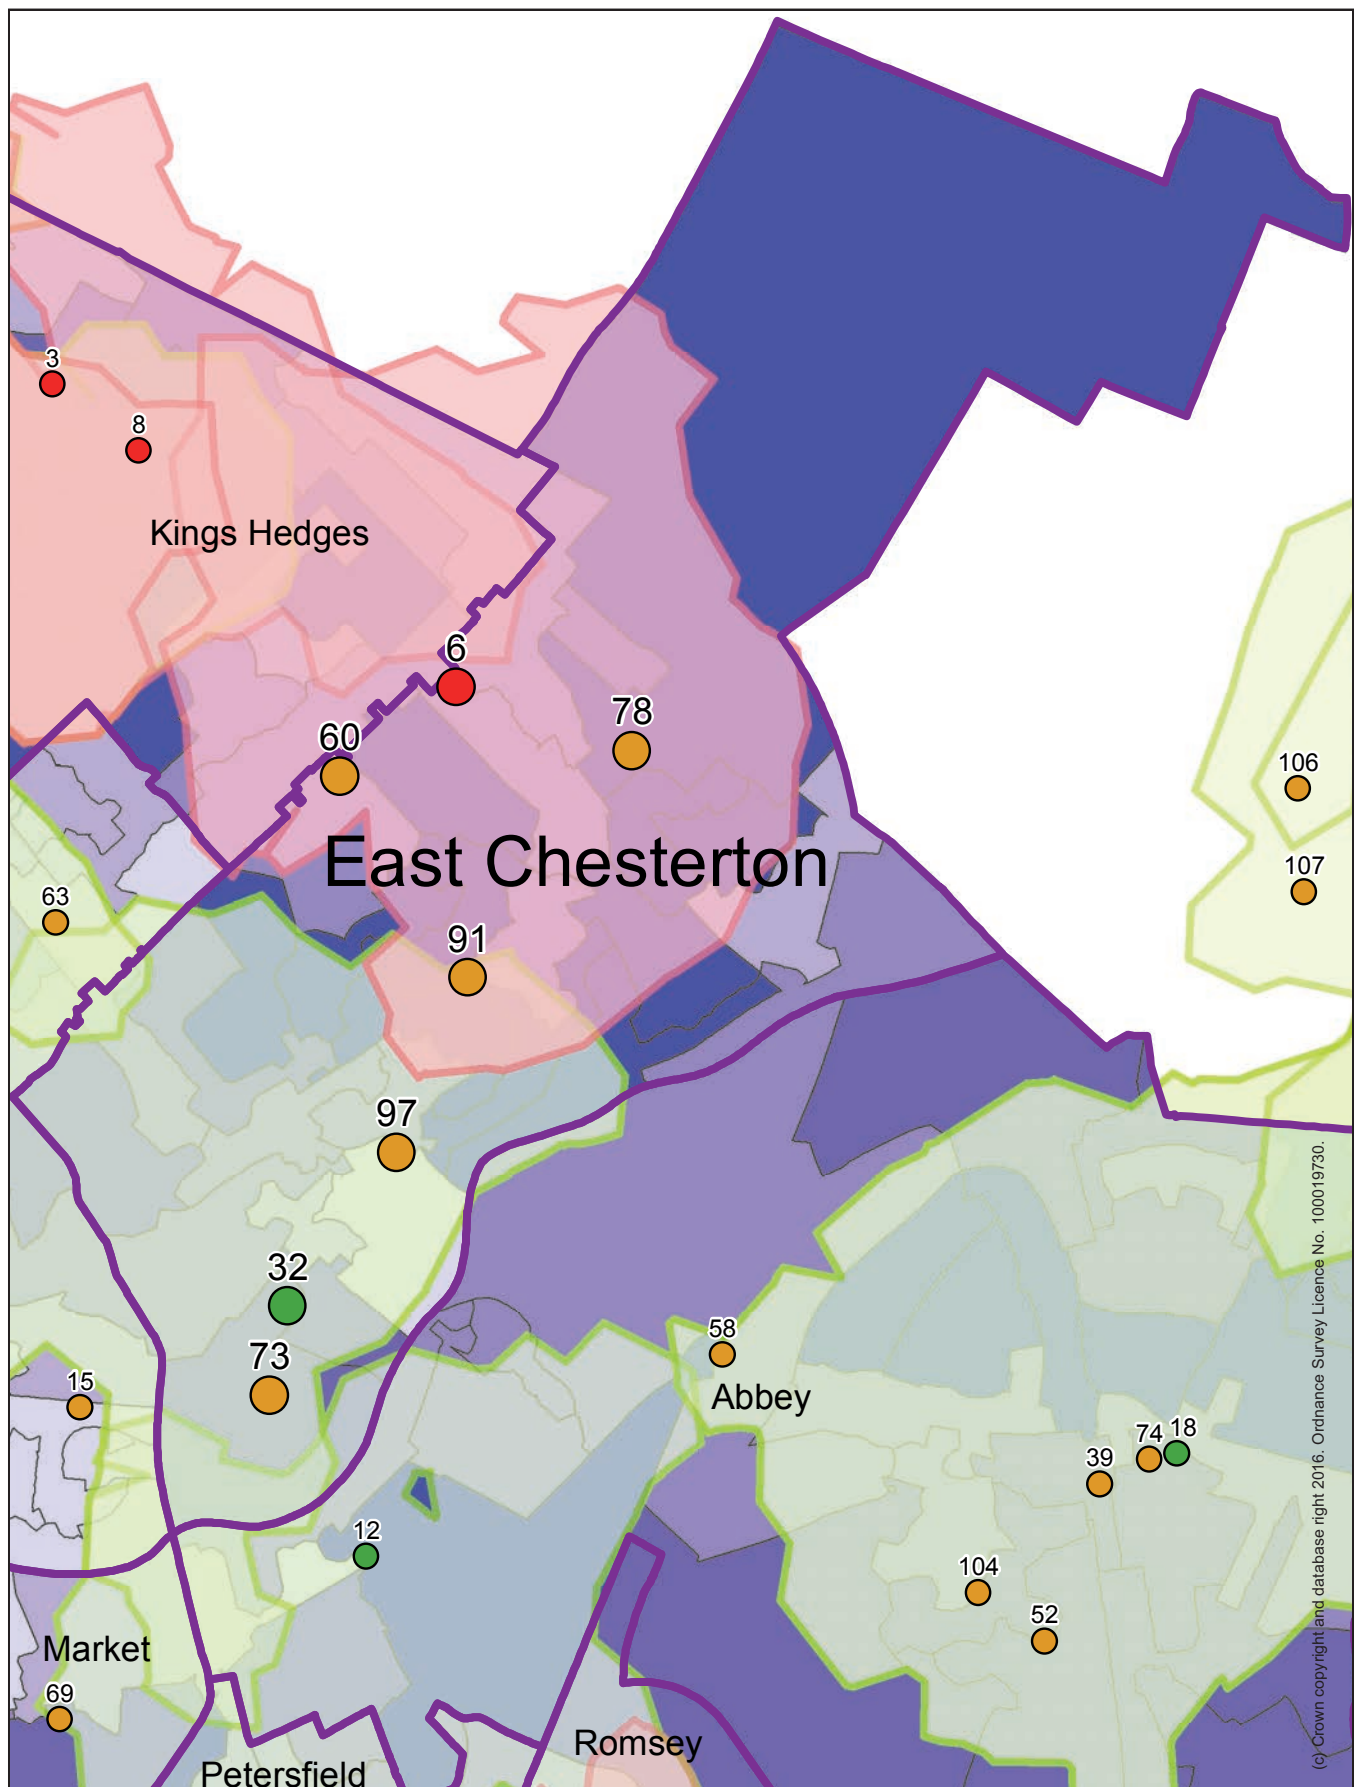 3
8
Kings Hedges
6
78
60
106
East Chesterton
107
63
91
97
32
58
73
Abbey
15
74 18
39
12
104
52
Market
69
Romsey
Petersfield
(c) Crown copyright and database right 2016. Ordnance Survey Licence No. 100019730.